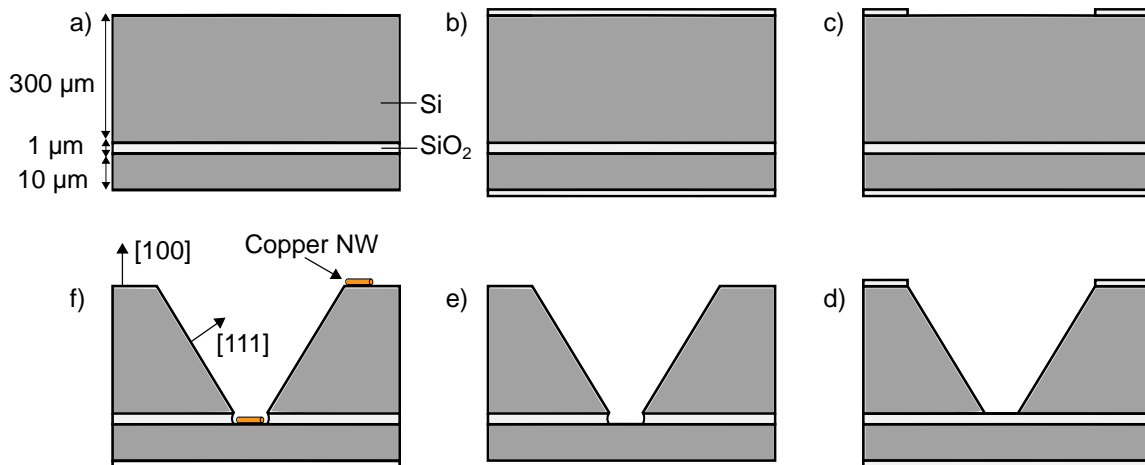 a)
300 µm
Si
1 µm
SiO₂
10 µm
b)
c)
f)
[100]
Copper NW
[111]
e)
d)